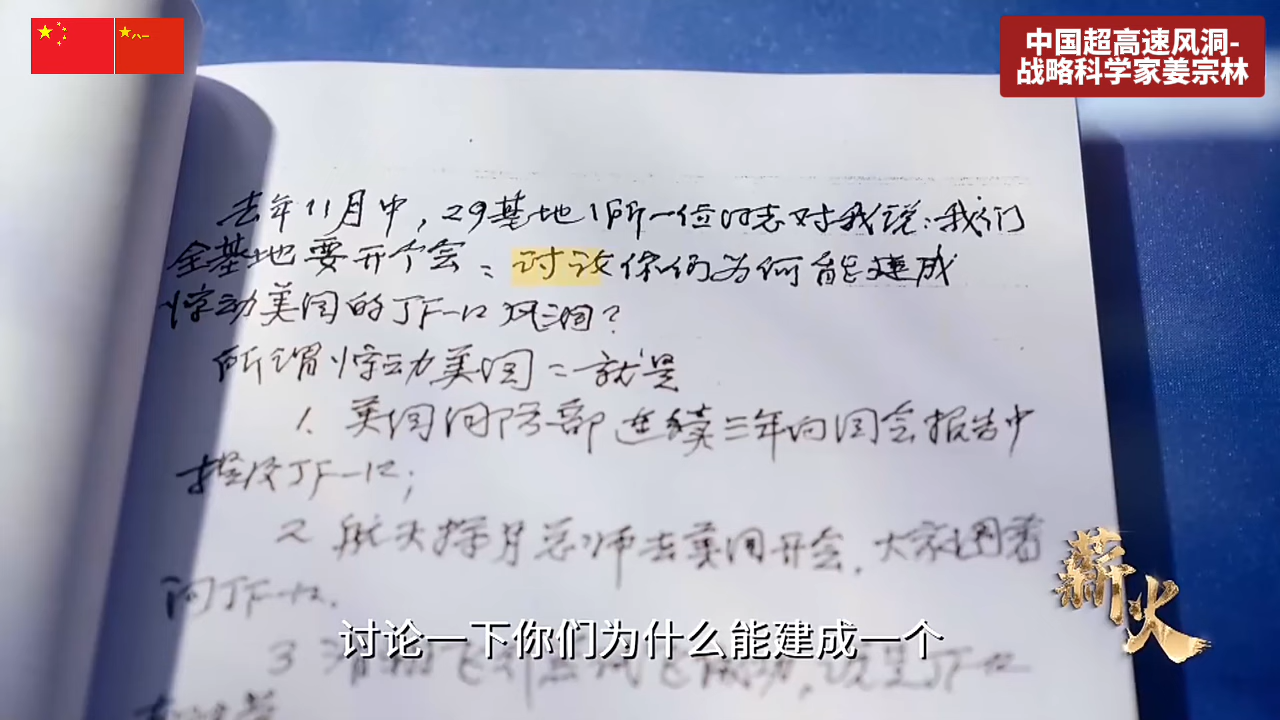 中国超高速风洞-
战略科学家姜宗林
去年11月中，29基地1所一位同志对我说：我们
全基地要开个会：讨论你们为何能建成
惊动美国的JF-12风洞？
所谓惊动美国：就是
1. 美国国防部连续三年向国会报告中
提及JF-12；
2 航天探月总师去美国开会，大家围着
问JF-12.
3
JF-12
薪火
讨论一下你们为什么能建成一个